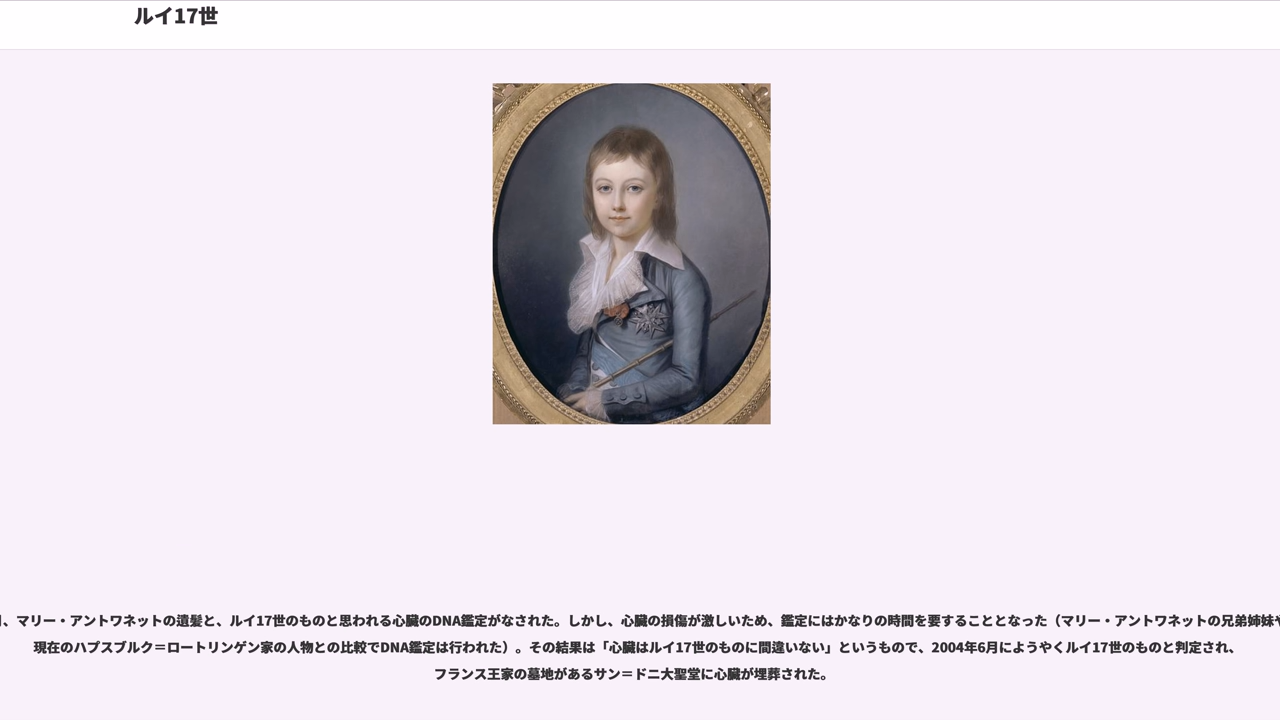 ルイ17世
、マリー・アントワネットの遺髪と、ルイ17世のものと思われる心臓のDNA鑑定がなされた。しかし、心臓の損傷が激しいため、鑑定にはかなりの時間を要することとなった（マリー・アントワネットの兄弟姉妹や
現在のハプスブルク＝ロートリンゲン家の人物との比較でDNA鑑定は行われた）。その結果は「心臓はルイ17世のものに間違いない」というもので、2004年6月にようやくルイ17世のものと判定され、
フランス王家の墓地があるサン＝ドニ大聖堂に心臓が埋葬された。